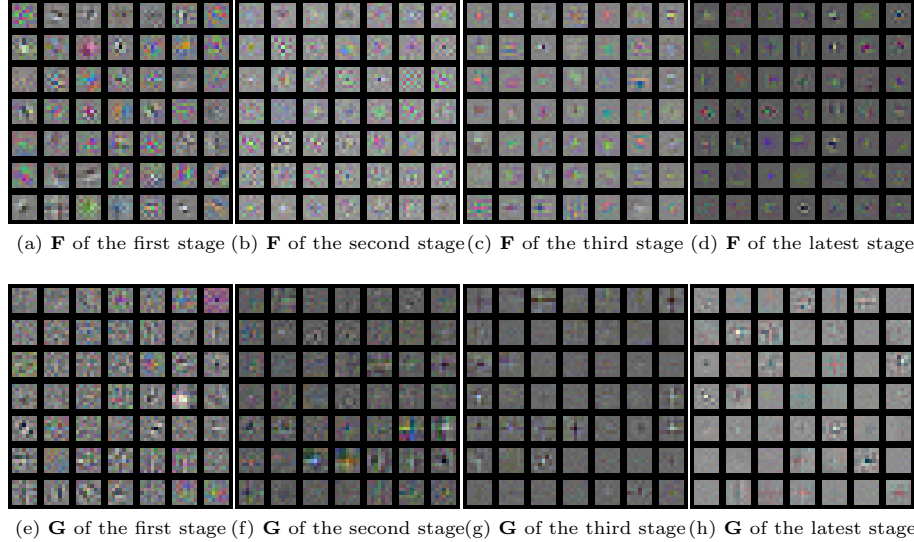 (a) F of the first stage (b) F of the second stage (c) F of the third stage (d) F of the latest stage
(e) G of the first stage (f) G of the second stage (g) G of the third stage (h) G of the latest stage